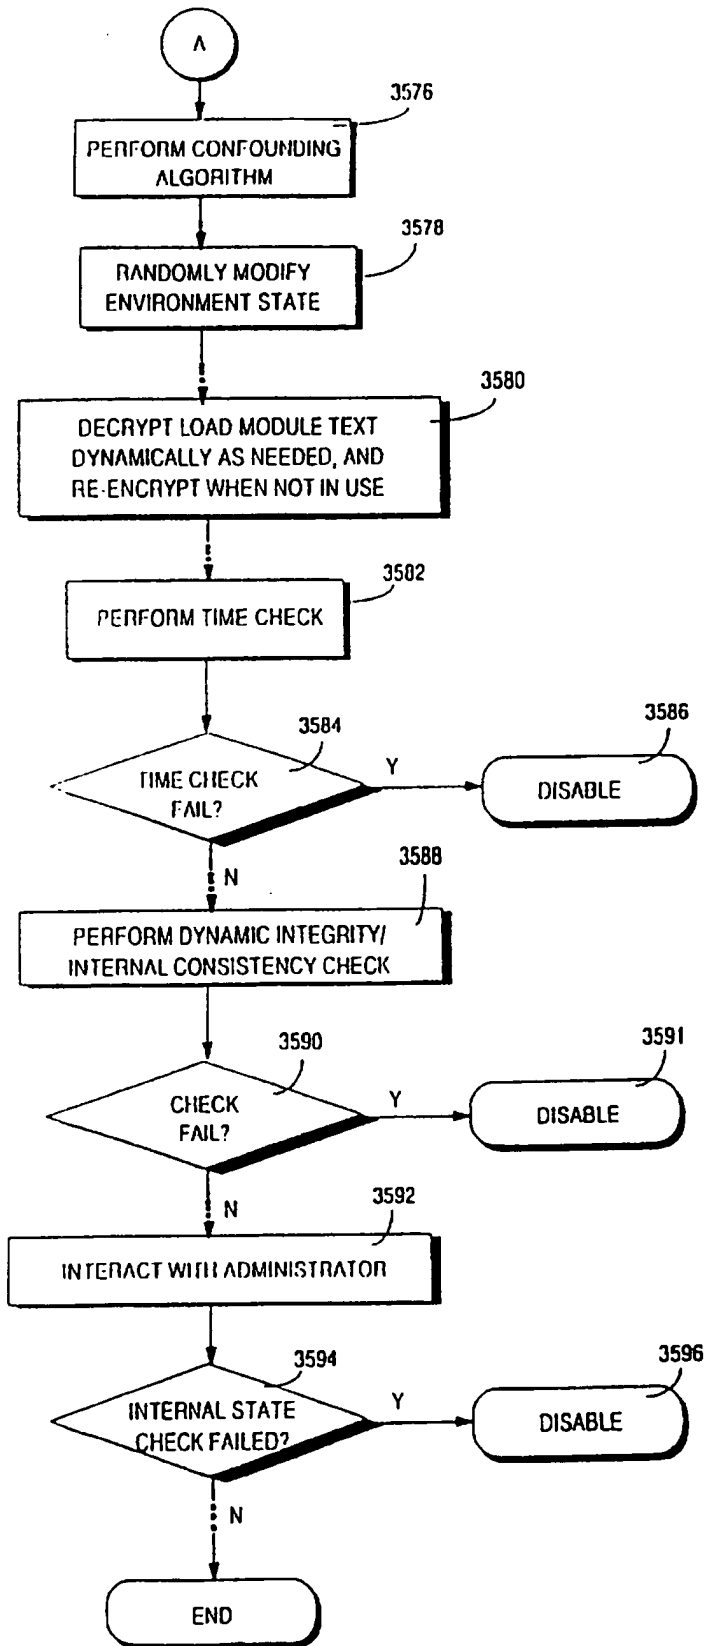 A
3576
PERFORM CONFOUNDING
ALGORITHM
3578
RANDOMLY MODIFY
ENVIRONMENT STATE
3580
DECRYPT LOAD MODULE TEXT
DYNAMICALLY AS NEEDED, AND
RE-ENCRYPT WHEN NOT IN USE
3582
PERFORM TIME CHECK
3584
TIME CHECK
FAIL?
Y
3586
DISABLE
N
3588
PERFORM DYNAMIC INTEGRITY/
INTERNAL CONSISTENCY CHECK
3590
CHECK
FAIL?
Y
3591
DISABLE
N
3592
INTERACT WITH ADMINISTRATOR
3594
INTERNAL STATE
CHECK FAILED?
Y
3596
DISABLE
N
END